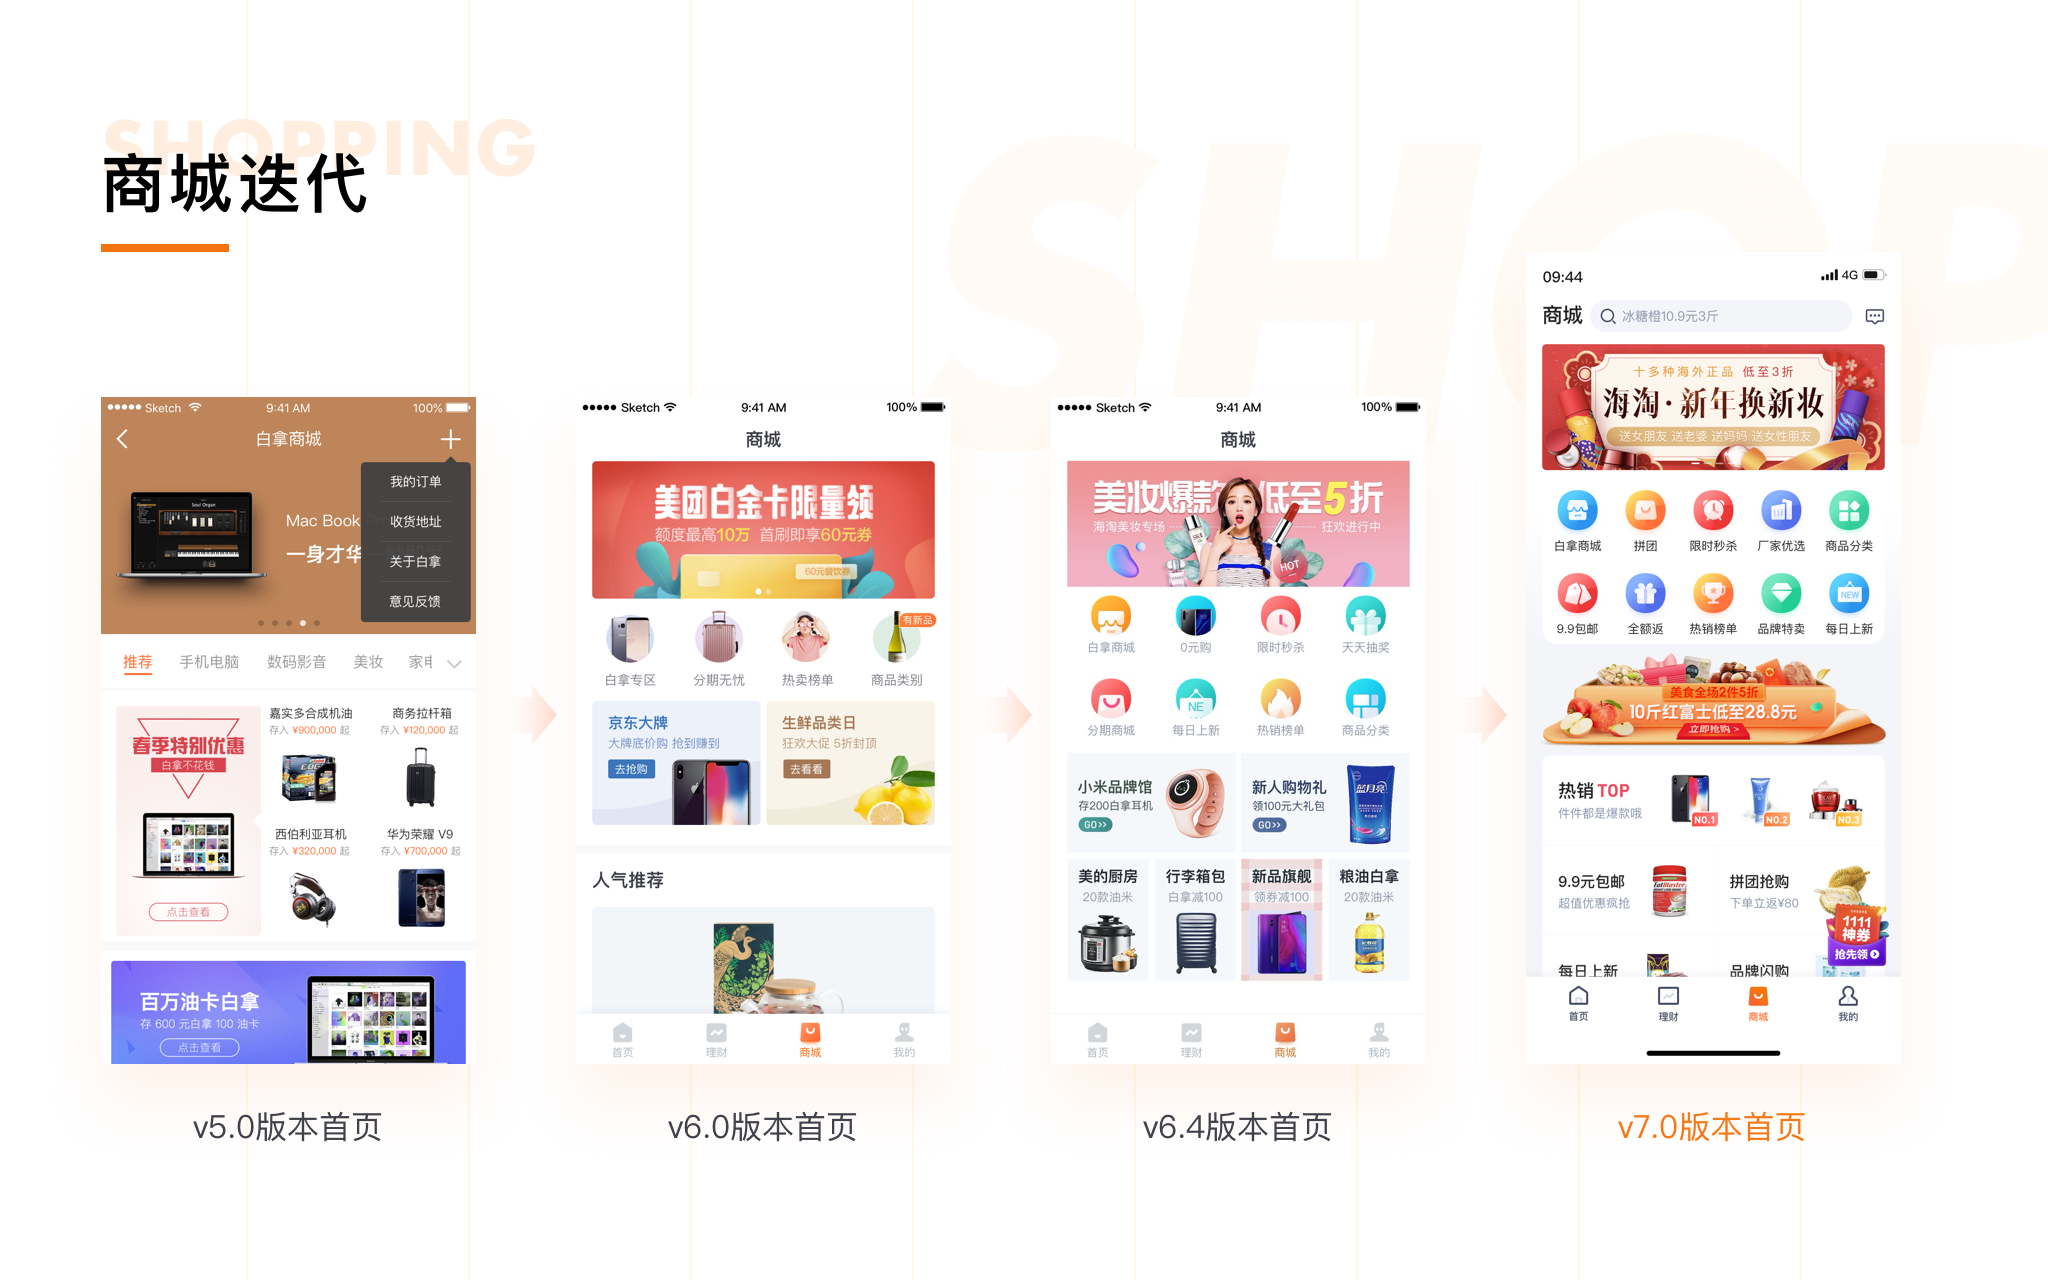 SHOPPING
商城迭代
SHOP
Sketch 9:41 AM 100%
白拿商城
我的订单
收货地址
关于白拿
意见反馈
Mac Book
一身才华
推荐 手机电脑 数码影音 美妆 家电
春季特别优惠
白拿不花钱
点击查看
嘉实多合成机油
存入 ¥900,000 起
商务拉杆箱
存入 ¥120,000 起
西伯利亚耳机
存入 ¥320,000 起
华为荣耀 V9
存入 ¥700,000 起
百万油卡白拿
存 600 元白拿 100 油卡
点击查看
v5.0版本首页
Sketch 9:41 AM 100%
商城
美团白金卡限量领
额度最高10万 首刷即享60元券
60元餐饮券
有新品
白拿专区 分期无忧 热卖榜单 商品类别
京东大牌
大牌底价购 抢到赚到
去抢购
生鲜品类日
狂欢大促 5折封顶
去看看
人气推荐
首页 理财 商城 我的
v6.0版本首页
Sketch 9:41 AM 100%
商城
美妆爆款 低至5折
海淘美妆专场 狂欢进行中
HOT
白拿商城 0元购 限时秒杀 天天抽奖
NE
分期商城 每日上新 热销榜单 商品分类
小米品牌馆
存200白拿耳机
GO>>
新人购物礼
领100元大礼包
GO>>
蓝月亮
美的厨房
20款油米
行李箱包
白拿减100
新品旗舰
领券减100
粮油白拿
20款油米
首页 理财 商城 我的
v6.4版本首页
09:44 4G
商城 冰糖橙10.9元3斤
十多种海外正品 低至3折
海淘·新年换新妆
送女朋友 送老婆 送妈妈 送女性朋友
白拿商城 拼团 限时秒杀 厂家优选 商品分类
NEW
9.9包邮 全额返 热销榜单 品牌特卖 每日上新
美食全场2件5折
10斤红富士低至28.8元
立即抢购 >
热销 TOP
件件都是爆款哦
NO.1 NO.2 NO.3
9.9元包邮
超值优惠疯抢
拼团抢购
下单立返¥80
1111
神券
抢先领
每日上新 品牌闪购
首页 理财 商城 我的
v7.0版本首页